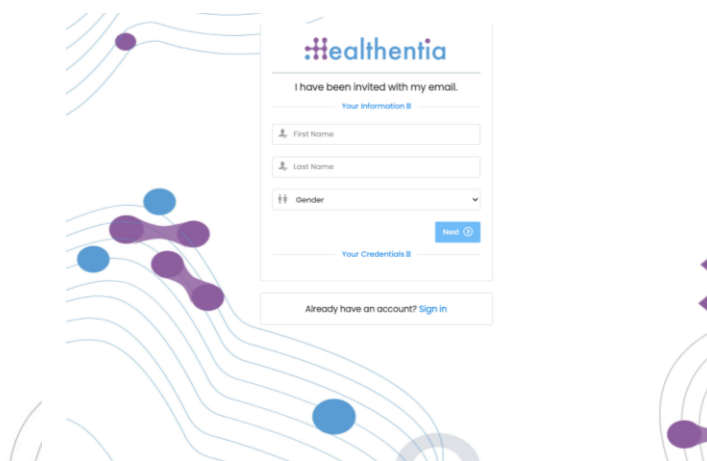 Healthentia
I have been invited with my email.
Your Information
First Name
Last Name
Gender
Next
Your Credentials
Already have an account? Sign in